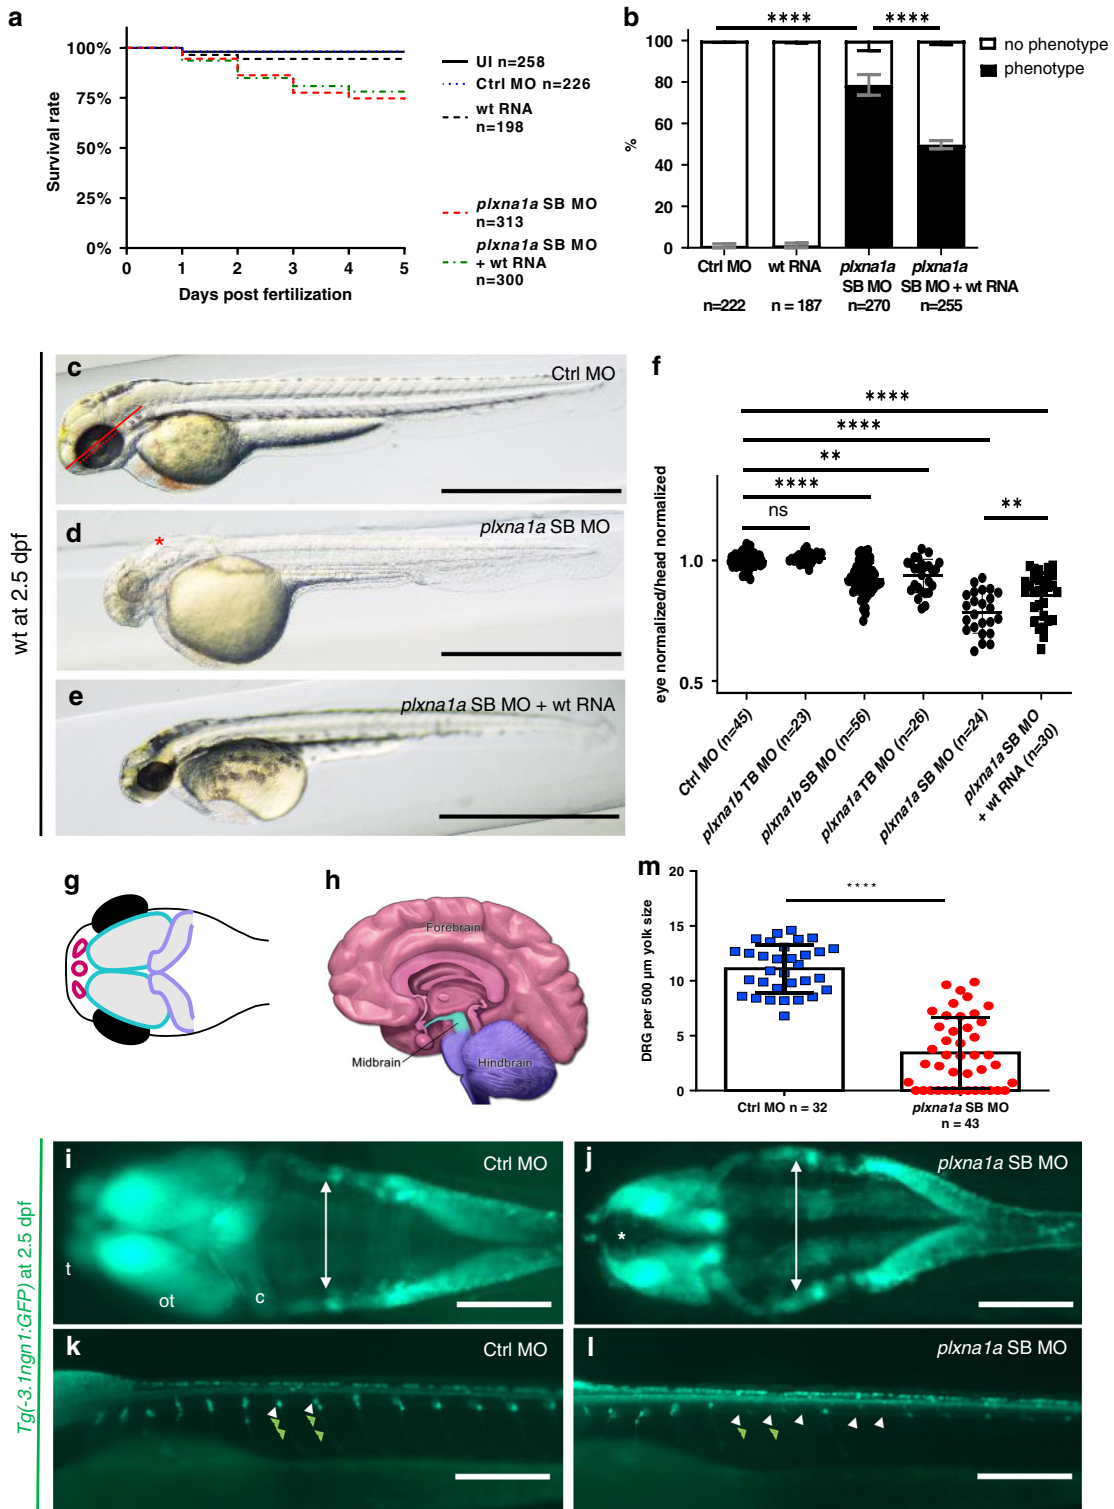 a
100%
75%
50%
25%
0%
Survival rate
0 1 2 3 4 5
Days post fertilization
UI n=258
Ctrl MO n=226
wt RNA
n=198
plxna1a SB MO
n=313
plxna1a SB MO
+ wt RNA
n=300
b
**** ****
100
80
60
40
20
0
%
no phenotype
phenotype
Ctrl MO
n=222
wt RNA
n = 187
plxna1a
SB MO
n=270
plxna1a
SB MO + wt RNA
n=255
wt at 2.5 dpf
c
Ctrl MO
d
*
plxna1a SB MO
e
plxna1a SB MO + wt RNA
f
****
****
**
****
**
ns
1.0
0.5
eye normalized/head normalized
Ctrl MO (n=45)
plxna1b TB MO (n=23)
plxna1b SB MO (n=56)
plxna1a TB MO (n=26)
plxna1a SB MO (n=24)
plxna1a SB MO
+ wt RNA (n=30)
g
h
Forebrain
Midbrain
Hindbrain
m
****
20
15
10
5
0
DRG per 500 µm yolk size
Ctrl MO n = 32
plxna1a SB MO
n = 43
Tg(-3.1ngn1:GFP) at 2.5 dpf
i
Ctrl MO
t
ot
c
j
plxna1a SB MO
*
k
Ctrl MO
l
plxna1a SB MO